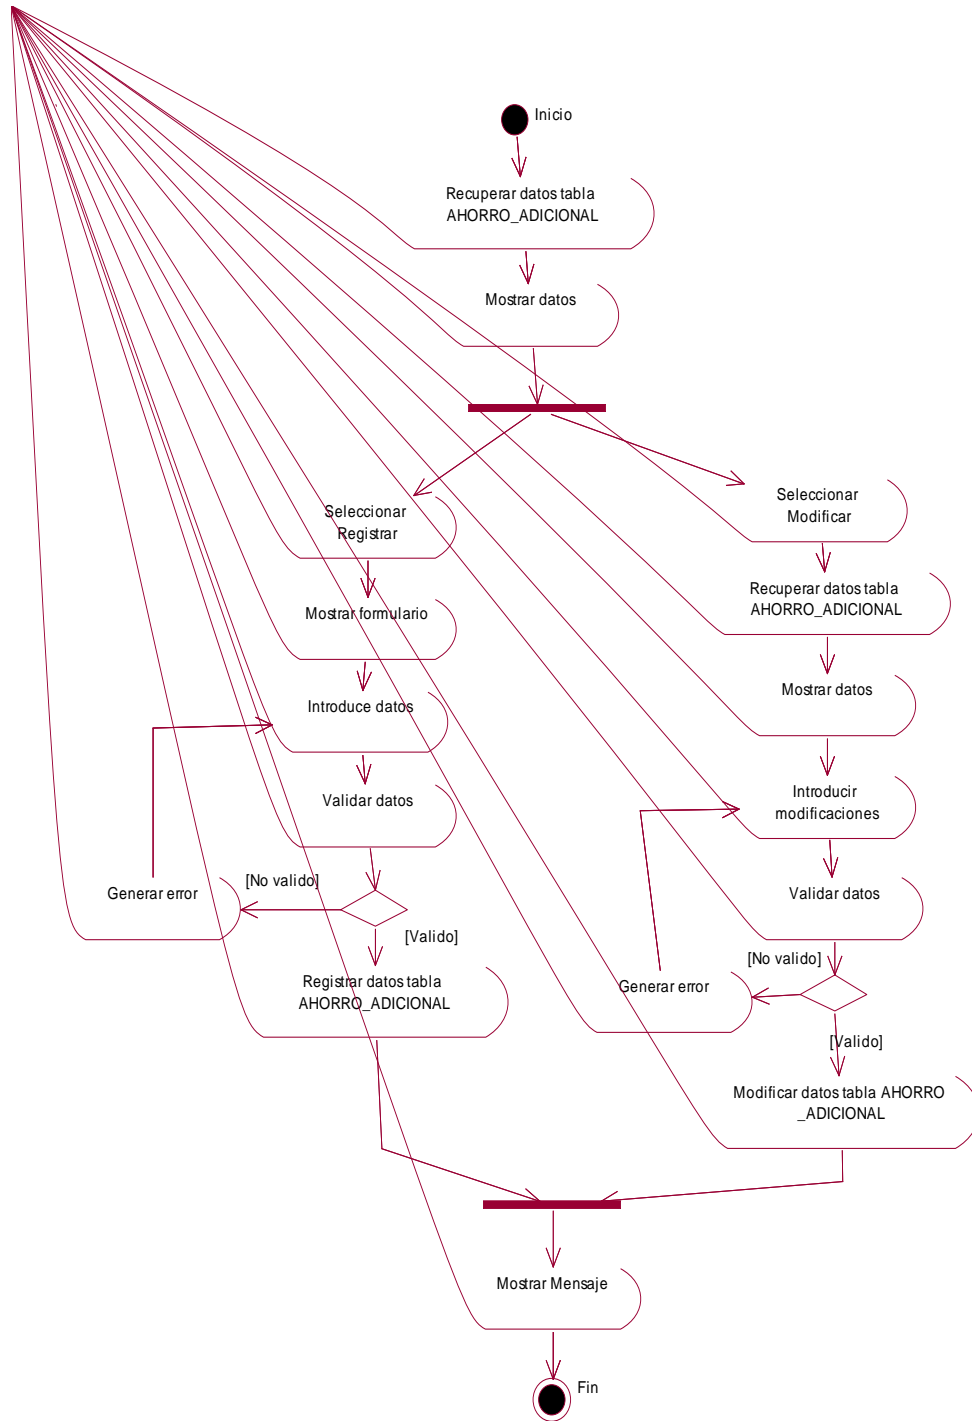 Inicio
Recuperar datos tabla
AHORRO_ADICIONAL
Mostrar datos
Seleccionar
Registrar
Seleccionar
Modificar
Mostrar formulario
Recuperar datos tabla
AHORRO_ADICIONAL
Introduce datos
Mostrar datos
Validar datos
Introducir
modificaciones
Generar error
[No valido]
Validar datos
[Valido]
Registrar datos tabla
AHORRO_ADICIONAL
[No valido]
Generar error
[Valido]
Modificar datos tabla AHORRO
_ADICIONAL
Mostrar Mensaje
Fin